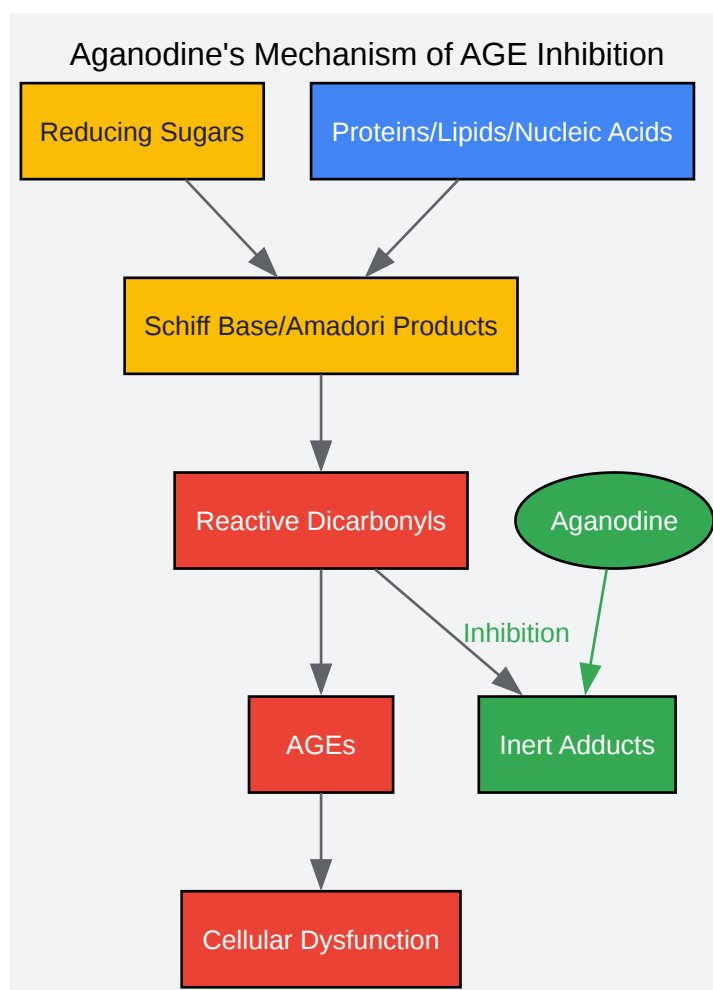 Aganodine's Mechanism of AGE Inhibition
Reducing Sugars
Proteins/Lipids/Nucleic Acids
Schiff Base/Amadori Products
Reactive Dicarbonyls
Aganodine
Inhibition
AGEs
Inert Adducts
Cellular Dysfunction